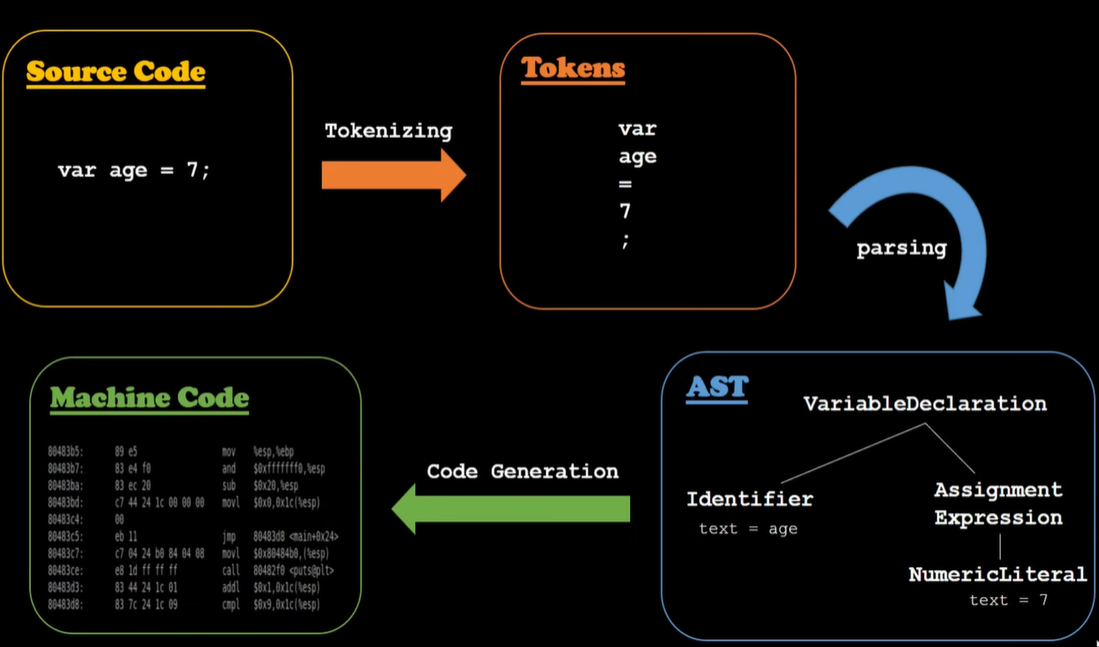 Source Code
var age = 7;
Tokenizing
Tokens
var
age
=
7
;
parsing
AST
VariableDeclaration
Identifier
text = age
Assignment
Expression
NumericLiteral
text = 7
Code Generation
Machine Code
80483b5: 89 e5 mov %esp,%ebp
80483b7: 83 e4 f0 and $0xfffffff0,%esp
80483ba: 83 ec 20 sub $0x20,%esp
80483bd: c7 44 24 1c 00 00 00 movl $0x0,0x1c(%esp)
80483c4: 00
80483c5: eb 11 jmp 80483d8 <main+0x24>
80483c7: c7 04 24 b0 84 04 08 movl $0x80484b0,(%esp)
80483ce: e8 1d ff ff ff call 80482f0 <puts@plt>
80483d3: 83 44 24 1c 01 addl $0x1,0x1c(%esp)
80483d8: 83 7c 24 1c 09 cmpl $0x9,0x1c(%esp)